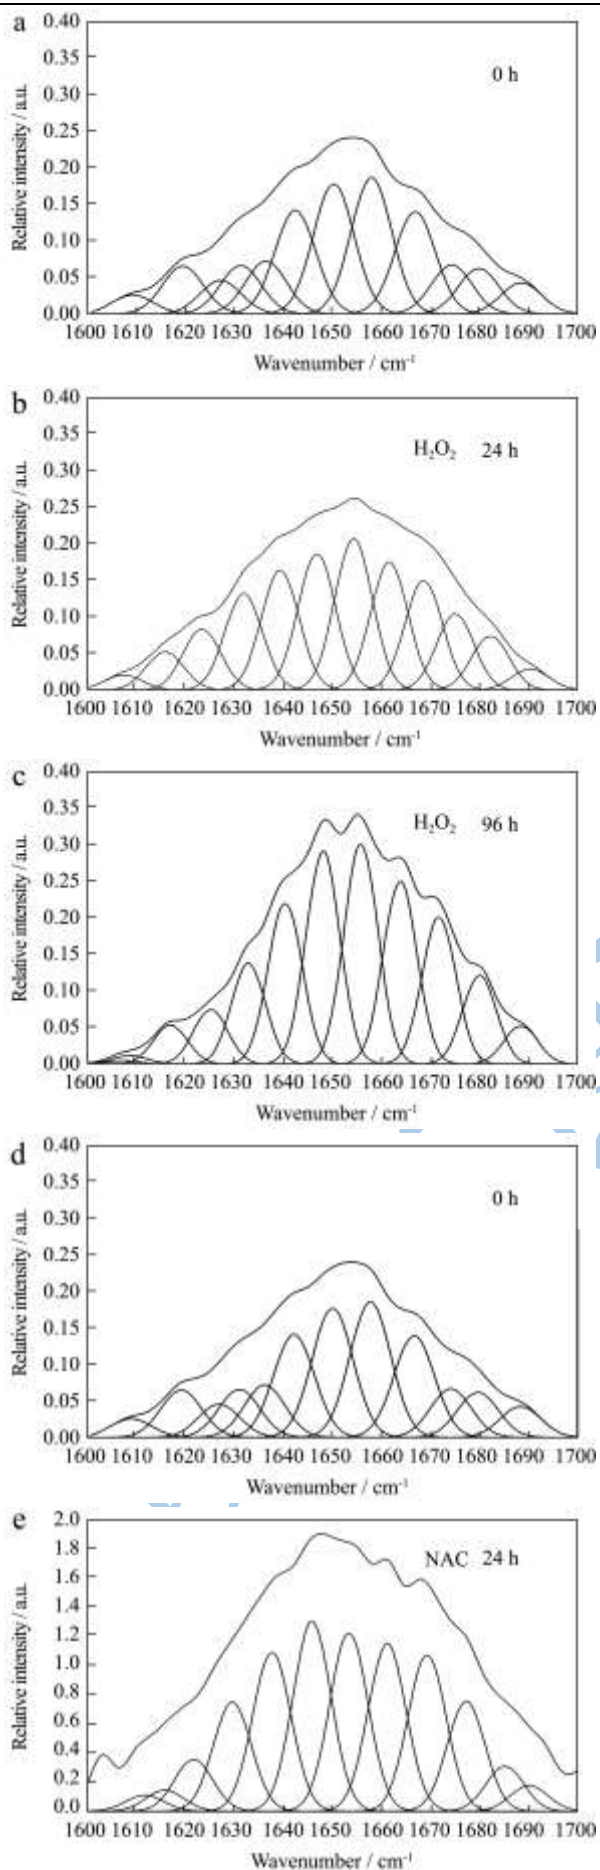 a
0 h
0.40
0.35
0.30
0.25
0.20
0.15
0.10
0.05
0.00
Relative intensity / a.u.
1600 1610 1620 1630 1640 1650 1660 1670 1680 1690 1700
Wavenumber / cm⁻¹
b
H₂O₂ 24 h
0.40
0.35
0.30
0.25
0.20
0.15
0.10
0.05
0.00
Relative intensity / a.u.
1600 1610 1620 1630 1640 1650 1660 1670 1680 1690 1700
Wavenumber / cm⁻¹
c
H₂O₂ 96 h
0.40
0.35
0.30
0.25
0.20
0.15
0.10
0.05
0.00
Relative intensity / a.u.
1600 1610 1620 1630 1640 1650 1660 1670 1680 1690 1700
Wavenumber / cm⁻¹
d
0 h
0.40
0.35
0.30
0.25
0.20
0.15
0.10
0.05
0.00
Relative intensity / a.u.
1600 1610 1620 1630 1640 1650 1660 1670 1680 1690 1700
Wavenumber / cm⁻¹
e
NAC 24 h
2.0
1.8
1.6
1.4
1.2
1.0
0.8
0.6
0.4
0.2
0.0
Relative intensity / a.u.
1600 1610 1620 1630 1640 1650 1660 1670 1680 1690 1700
Wavenumber / cm⁻¹